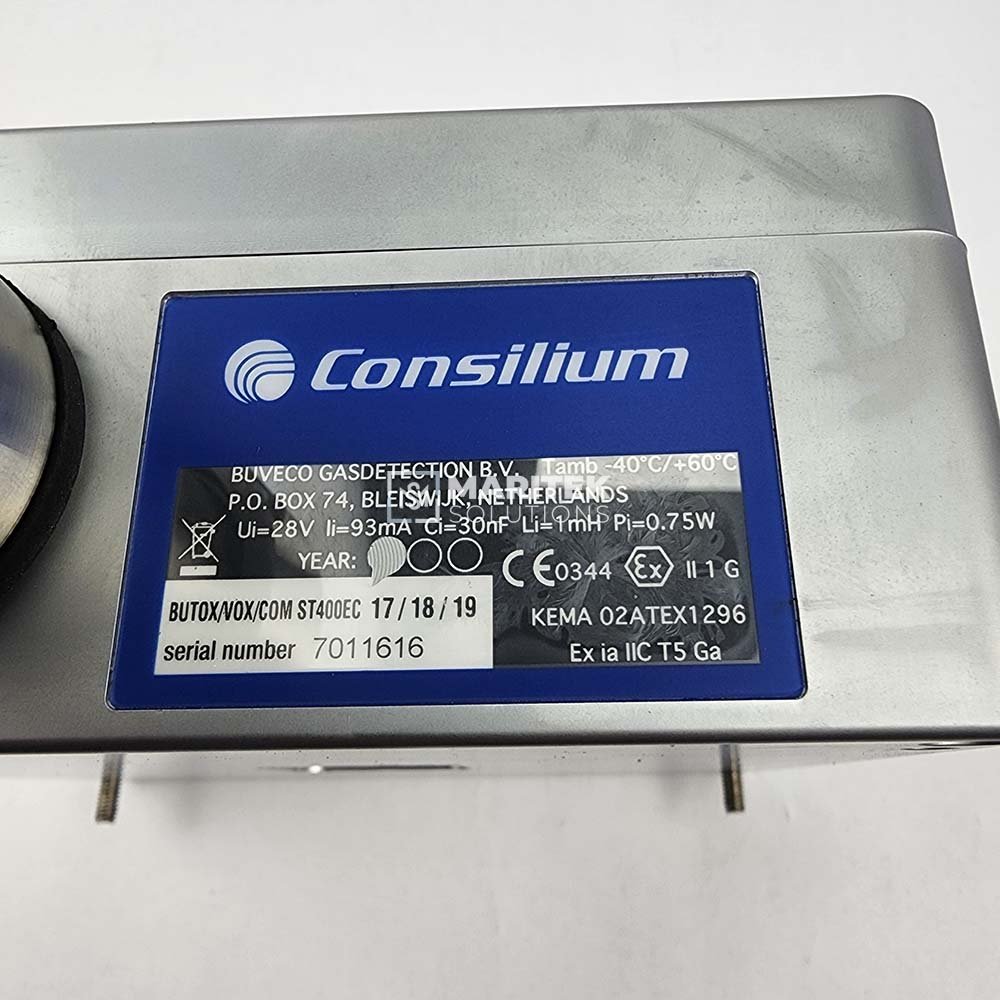 Consilium
BUVECO GASDETECTION B.V. Tamb -40°C/+60°C
P.O. BOX 74, BLEISWIJK, NETHERLANDS
MARITEK
SOLUTIONS
Ui=28V Ii=93mA Ci=30nF Li=1mH Pi=0.75W
YEAR:
CE 0344 Ex II 1 G
BUTOX/VOX/COM ST400EC 17 / 18 / 19
KEMA 02ATEX1296
serial number 7011616
Ex ia IIC T5 Ga